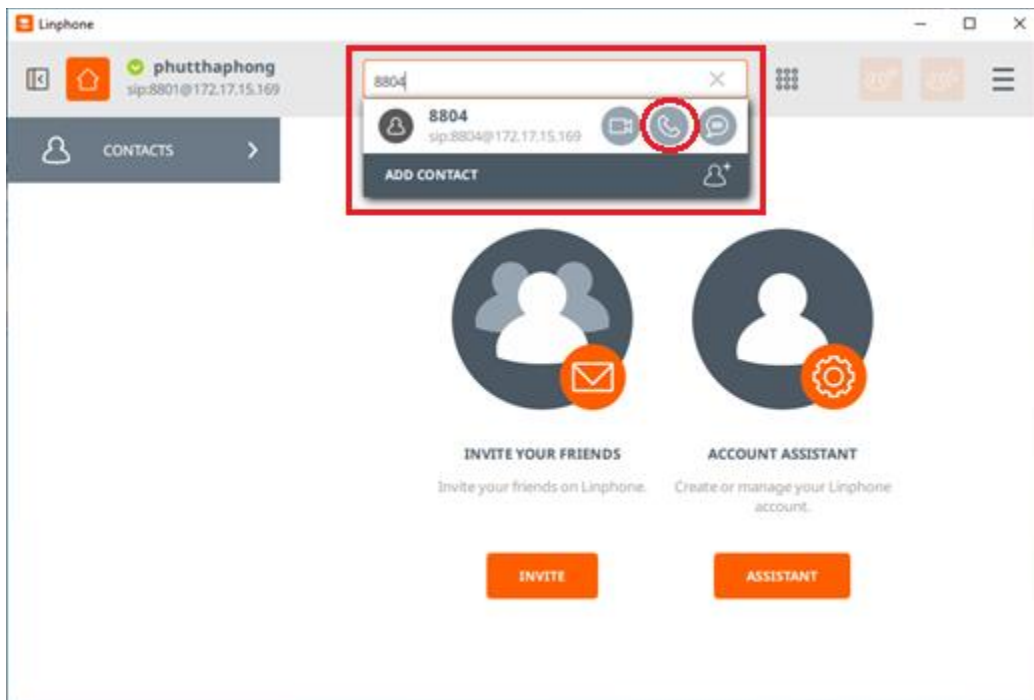 Linphone
phutthaphong
sip:8801@172.17.15.169
8804
8804
sip:8804@172.17.15.169
ADD CONTACT
CONTACTS
INVITE YOUR FRIENDS
Invite your friends on Linphone.
INVITE
ACCOUNT ASSISTANT
Create or manage your Linphone
account.
ASSISTANT